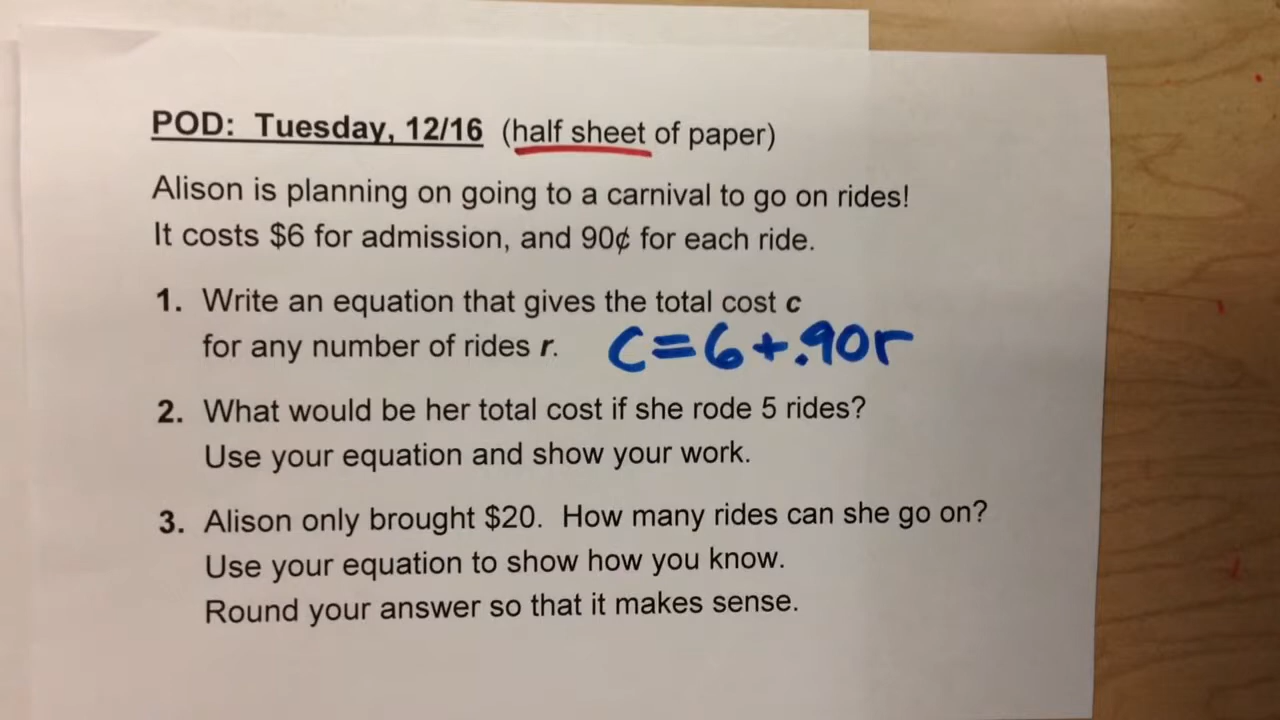 POD: Tuesday, 12/16 (half sheet of paper)
Alison is planning on going to a carnival to go on rides!
It costs $6 for admission, and 90¢ for each ride.
1. Write an equation that gives the total cost c
for any number of rides r. C=6+.90r
2. What would be her total cost if she rode 5 rides?
Use your equation and show your work.
3. Alison only brought $20. How many rides can she go on?
Use your equation to show how you know.
Round your answer so that it makes sense.